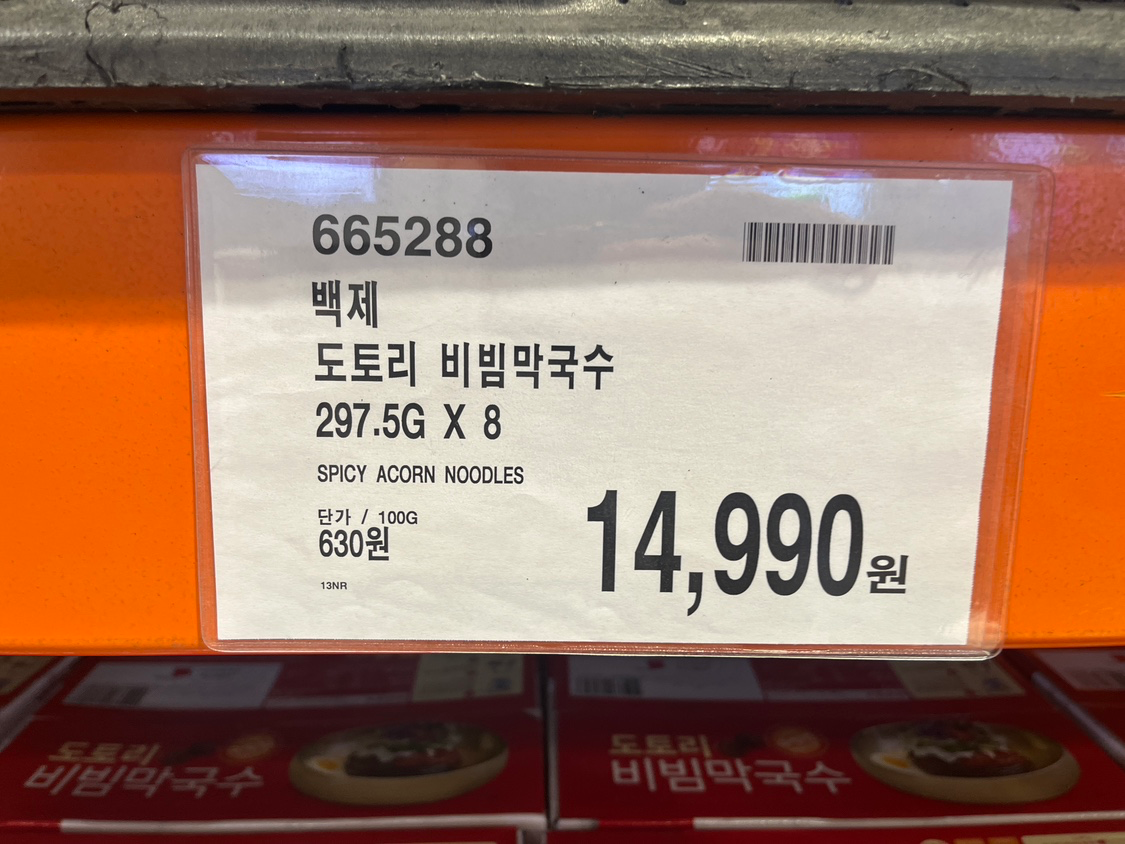 665288
백제
도토리 비빔막국수
297.5G X 8
SPICY ACORN NOODLES
단가 / 100G
630원
14,990원
13NR
도토리
비빔막국수
도토리
비빔막국수